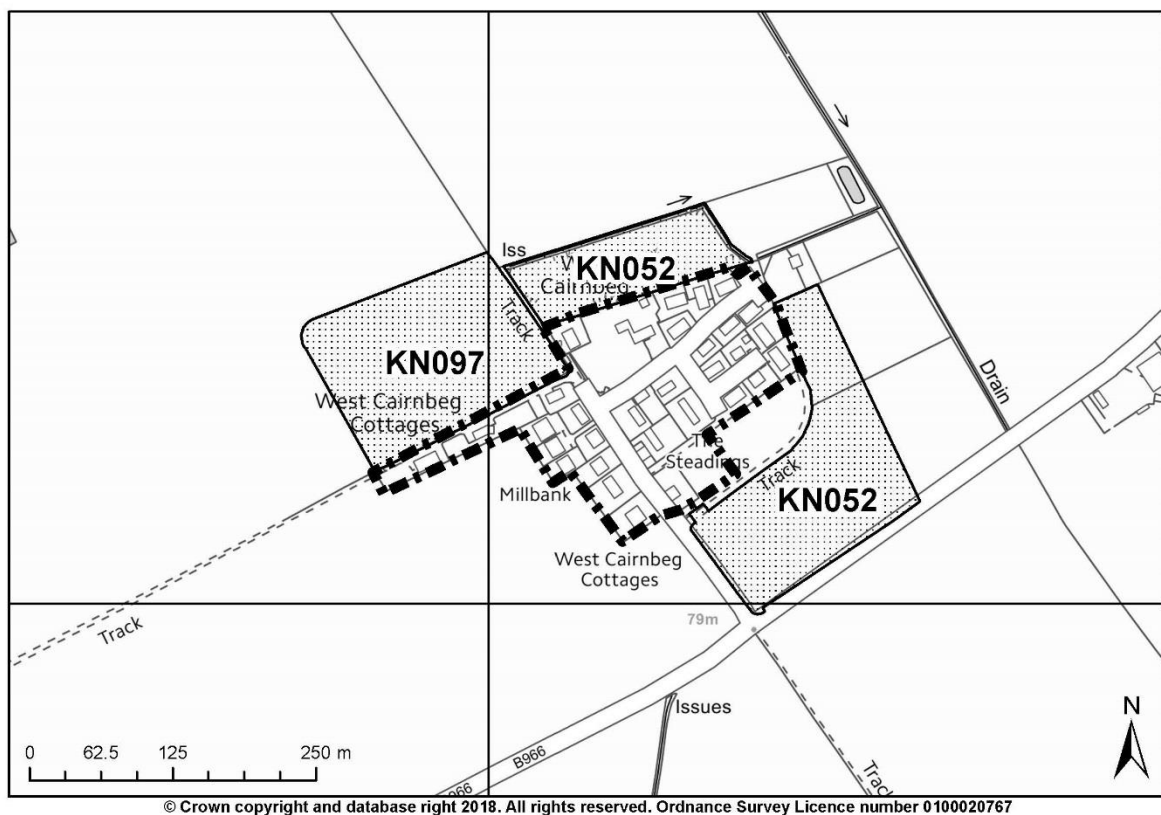 Iss
KN052
Cairnbeg
Track
KN097
West Cairnbeg
Cottages
Drain
The
Steadings
Track
KN052
Millbank
West Cairnbeg
Cottages
Track
79m
Issues
B966
966
Track
N
0 62.5 125 250 m
© Crown copyright and database right 2018. All rights reserved. Ordnance Survey Licence number 0100020767